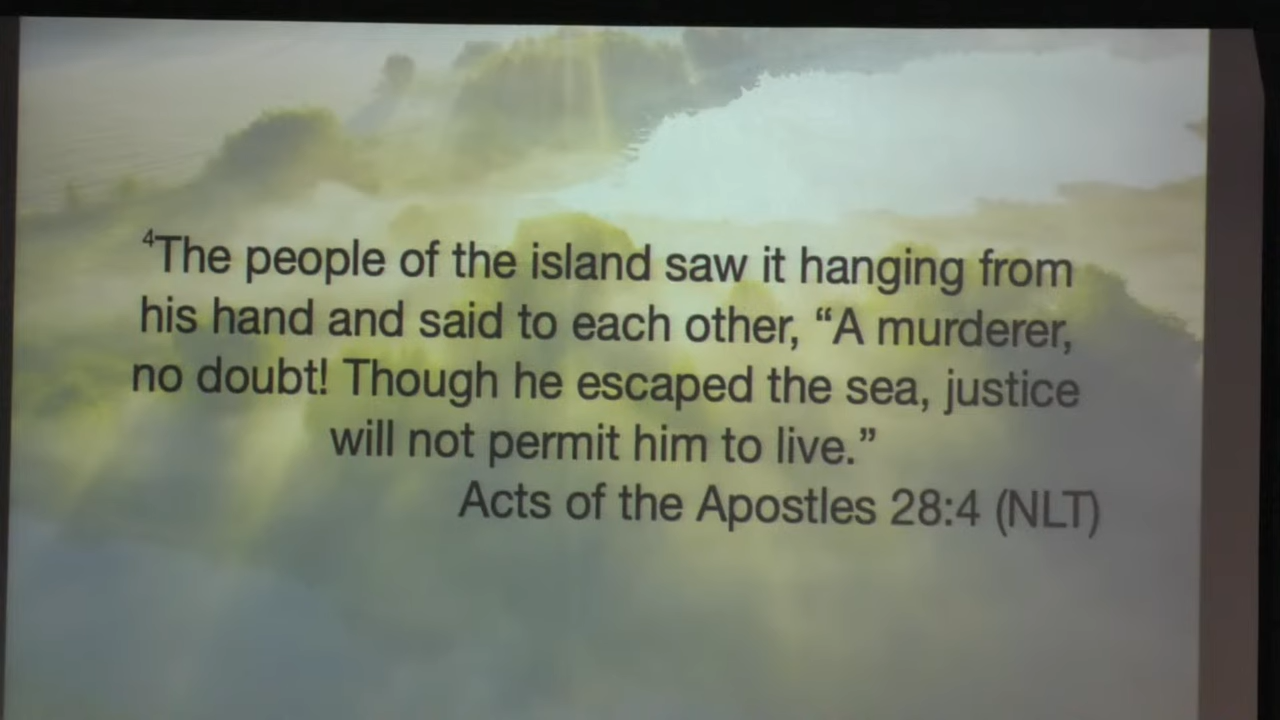 ⁴The people of the island saw it hanging from
his hand and said to each other, “A murderer,
no doubt! Though he escaped the sea, justice
will not permit him to live.”
Acts of the Apostles 28:4 (NLT)